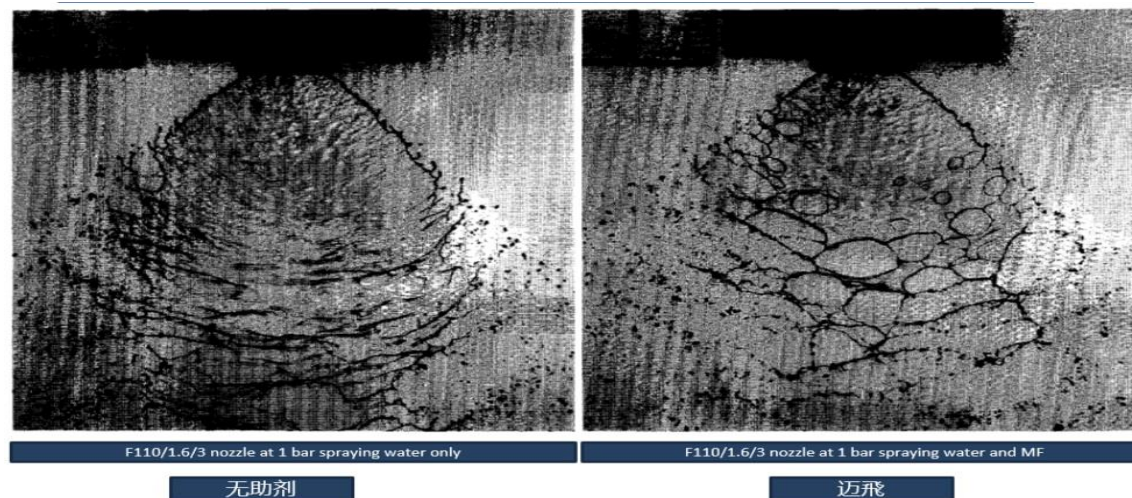 F110/1.6/3 nozzle at 1 bar spraying water only
F110/1.6/3 nozzle at 1 bar spraying water and MF
无助剂
迈飛